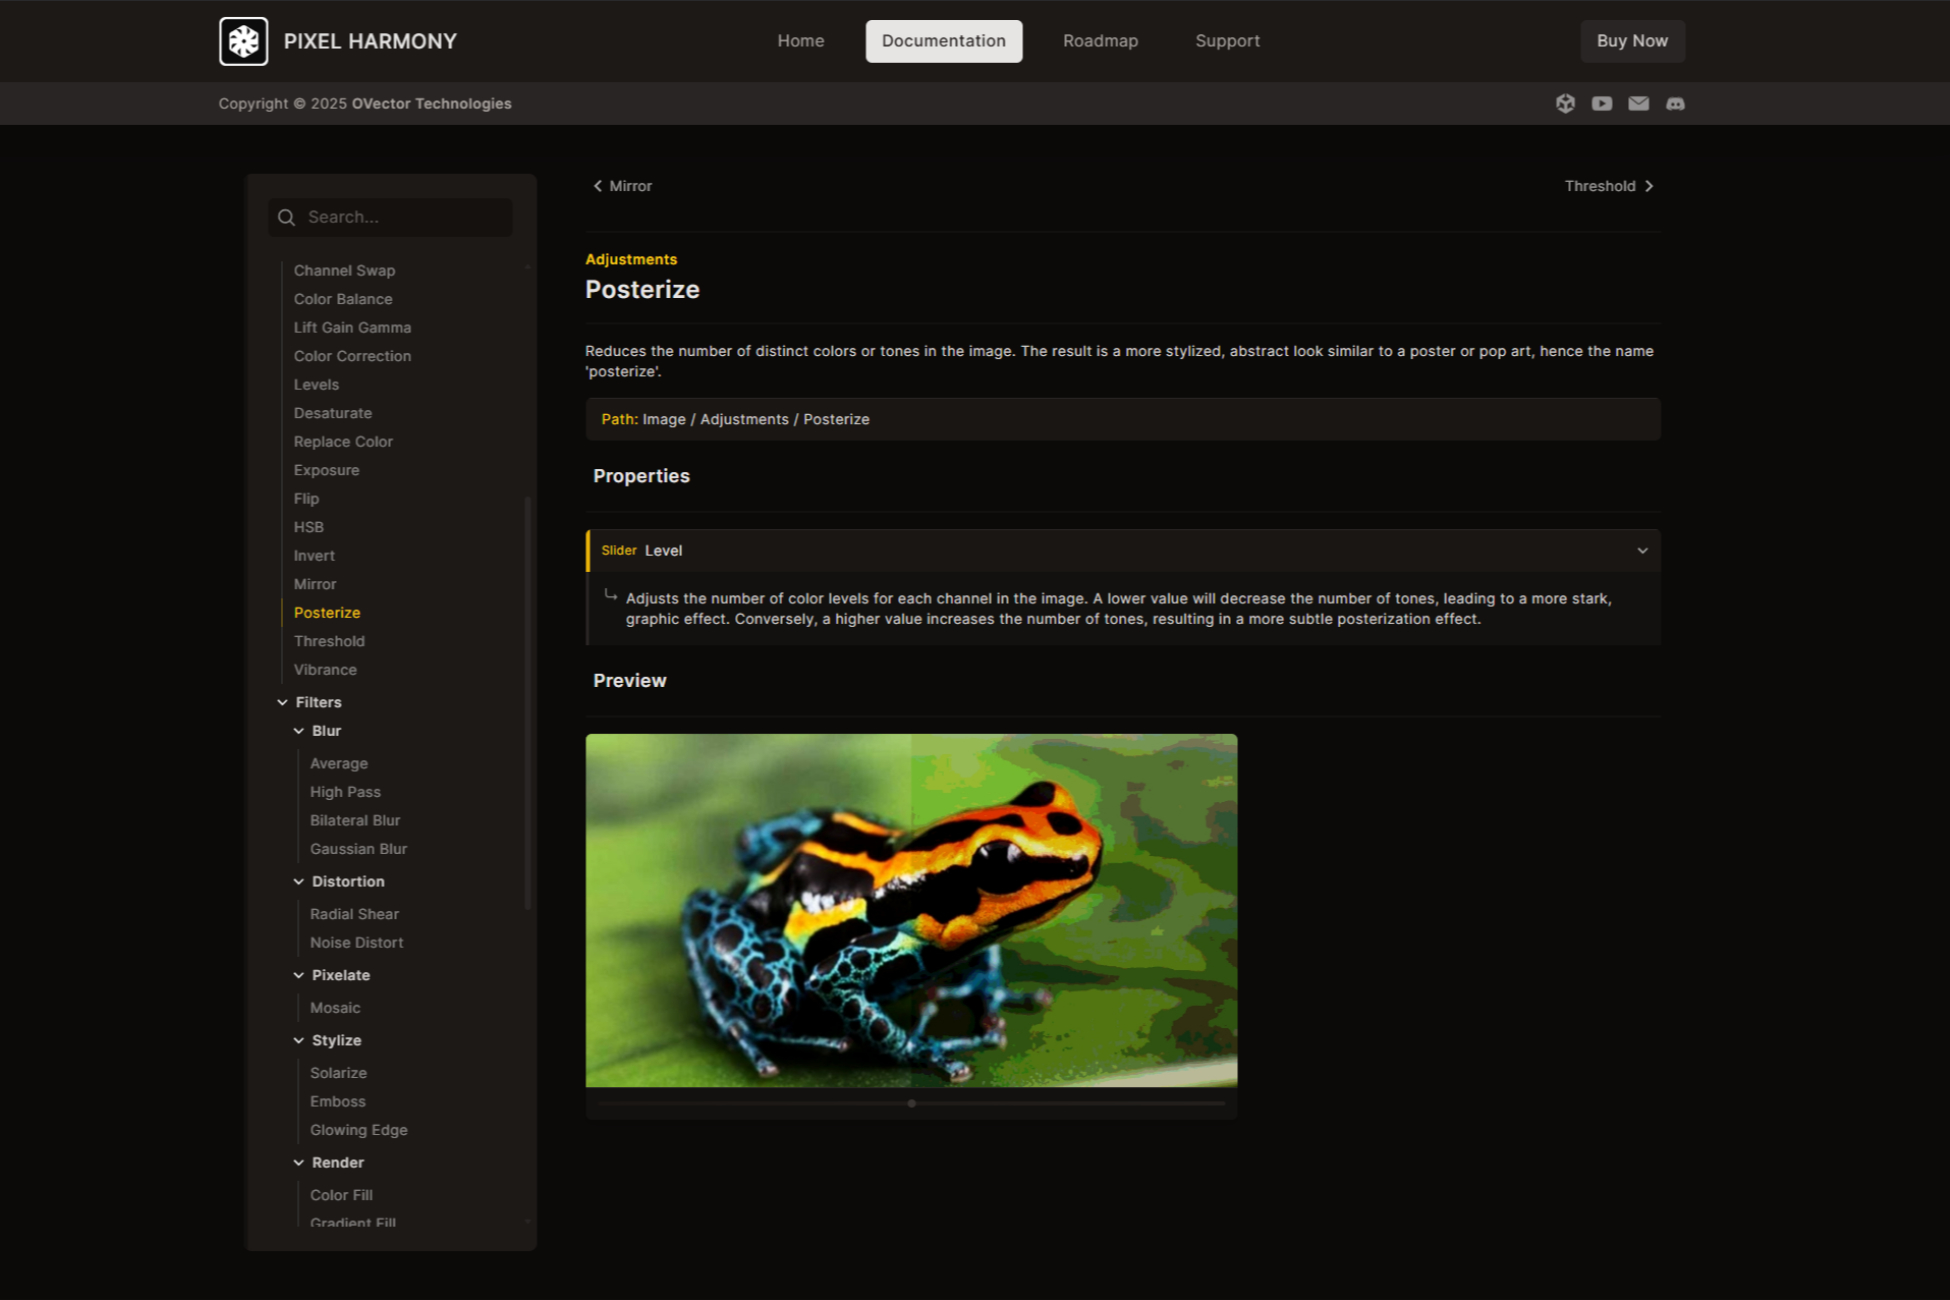 PIXEL HARMONY
Home
Documentation
Roadmap
Support
Buy Now
Copyright © 2025 OVector Technologies
Mirror
Threshold
Search...
Channel Swap
Color Balance
Lift Gain Gamma
Color Correction
Levels
Desaturate
Replace Color
Exposure
Flip
HSB
Invert
Mirror
Posterize
Threshold
Vibrance
Filters
Blur
Average
High Pass
Bilateral Blur
Gaussian Blur
Distortion
Radial Shear
Noise Distort
Pixelate
Mosaic
Stylize
Solarize
Emboss
Glowing Edge
Render
Color Fill
Gradient Fill
Adjustments
Posterize
Reduces the number of distinct colors or tones in the image. The result is a more stylized, abstract look similar to a poster or pop art, hence the name
'posterize'.
Path: Image / Adjustments / Posterize
Properties
Slider Level
Adjusts the number of color levels for each channel in the image. A lower value will decrease the number of tones, leading to a more stark,
graphic effect. Conversely, a higher value increases the number of tones, resulting in a more subtle posterization effect.
Preview